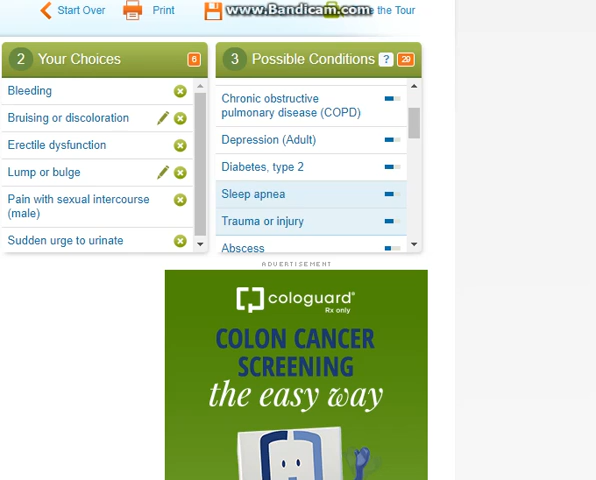 Start Over
Print
www.Bandicam.com
the Tour
2 Your Choices 6
Bleeding
Bruising or discoloration
Erectile dysfunction
Lump or bulge
Pain with sexual intercourse
(male)
Sudden urge to urinate
3 Possible Conditions ? 29
Chronic obstructive
pulmonary disease (COPD)
Depression (Adult)
Diabetes, type 2
Sleep apnea
Trauma or injury
Abscess
ADVERTISEMENT
cologuard®
Rx only
COLON CANCER
SCREENING
the easy way